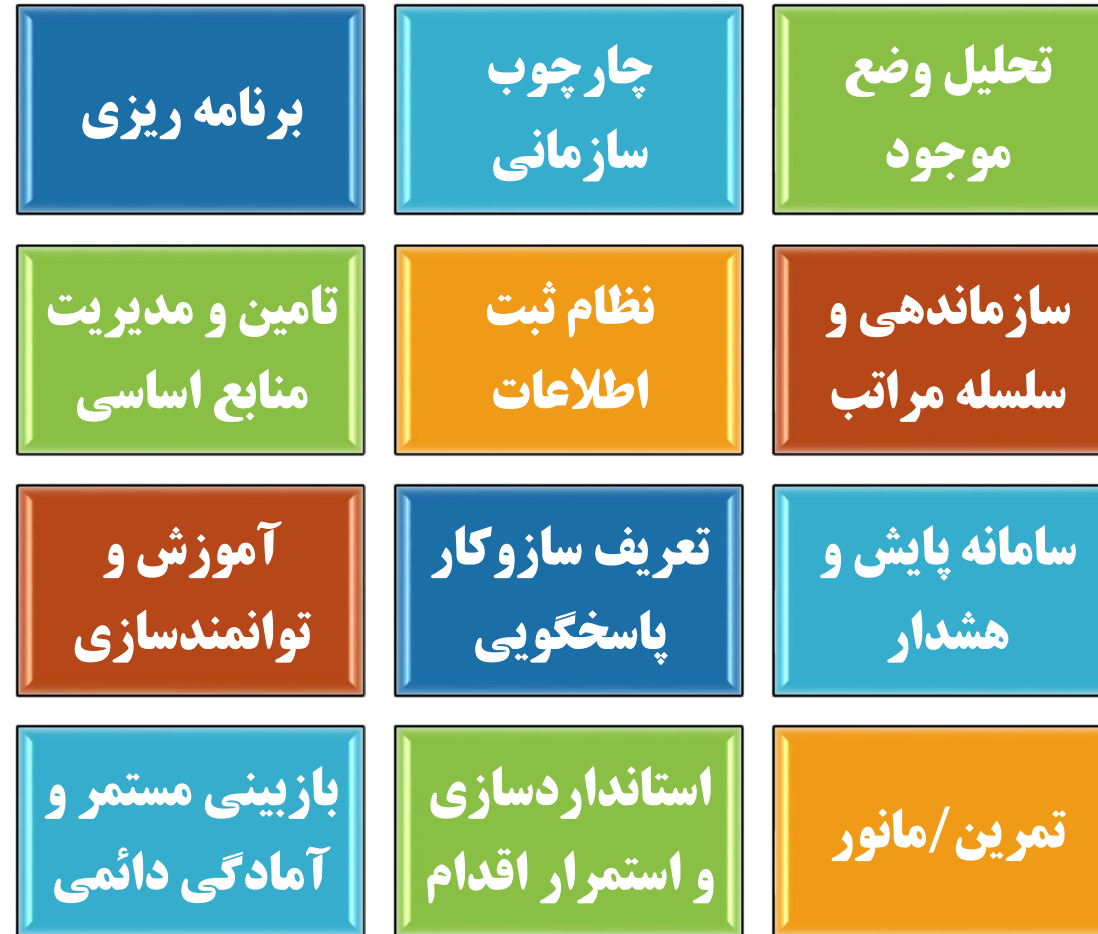 تحلیل وضع
موجود
چارچوب
سازمانی
برنامه ریزی
سازماندهی و
سلسله مراتب
نظام ثبت
اطلاعات
تامین و مدیریت
منابع اساسی
سامانه پایش و
هشدار
تعریف سازوکار
پاسخگویی
آموزش و
توانمندسازی
تمرین/مانور
استانداردسازی
و استمرار اقدام
بازبینی مستمر و
آمادگی دائمی